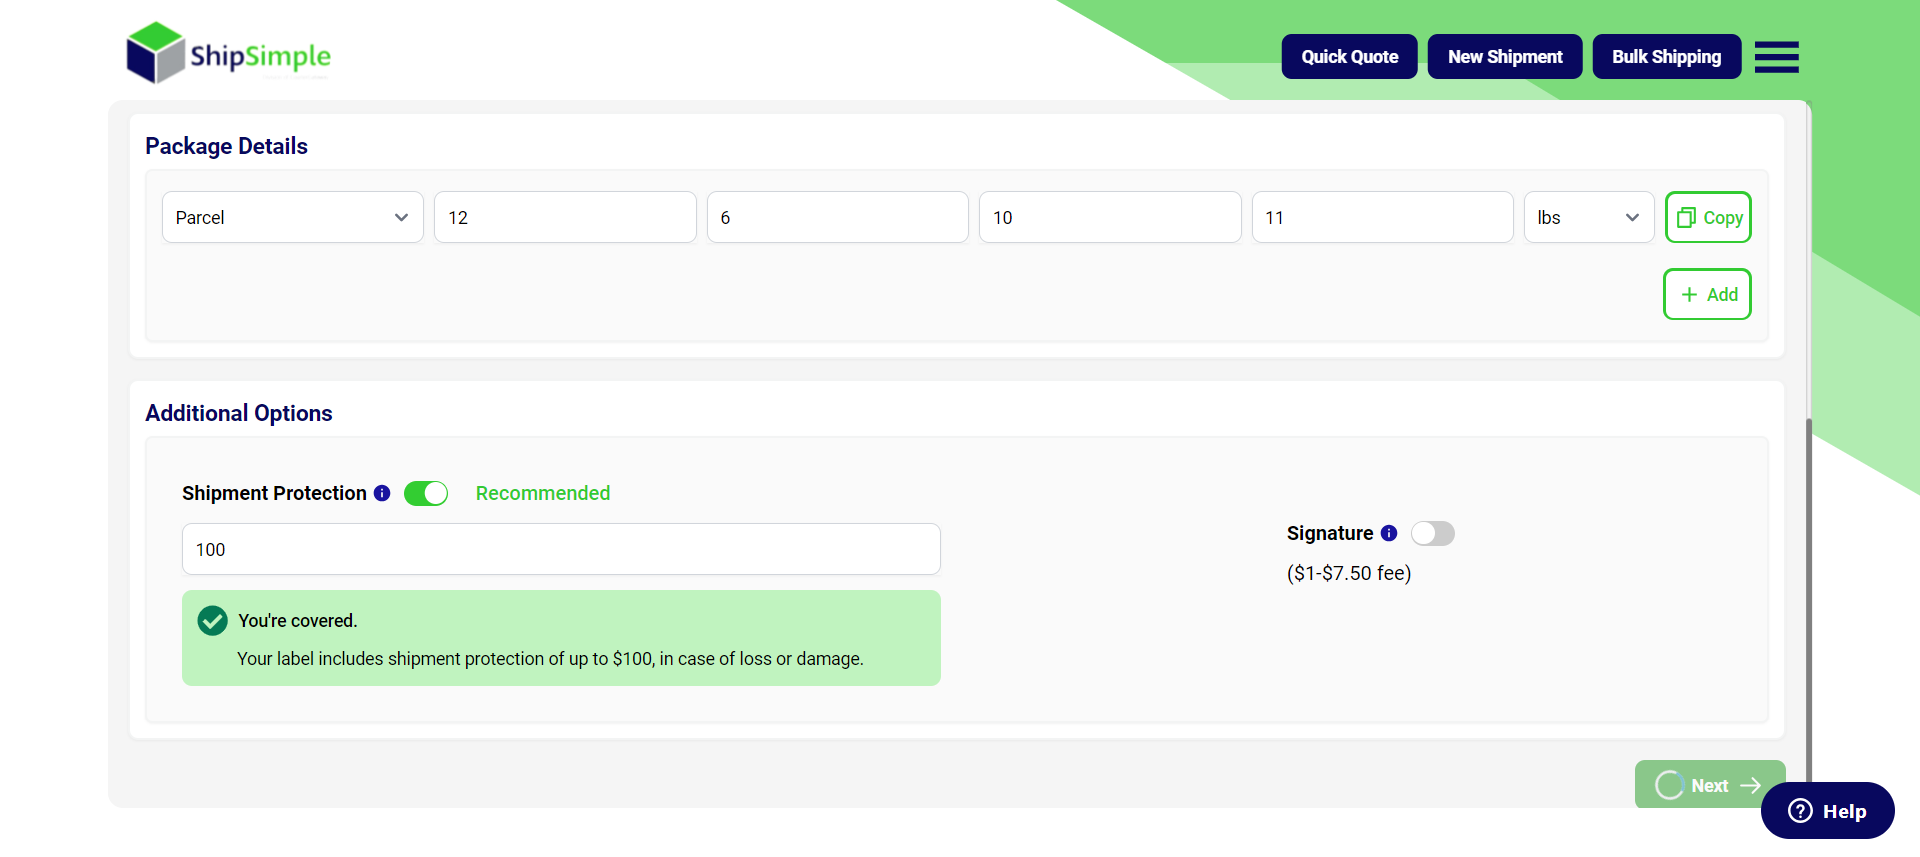 ShipSimple
Quick Quote
New Shipment
Bulk Shipping
Package Details
Parcel
12
6
10
11
lbs
Copy
+ Add
Additional Options
Shipment Protection
Recommended
100
Signature
($1-$7.50 fee)
You're covered.
Your label includes shipment protection of up to $100, in case of loss or damage.
Next
Help